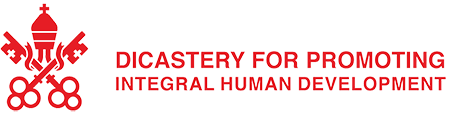 DICASTERY FOR PROMOTING
INTEGRAL HUMAN DEVELOPMENT